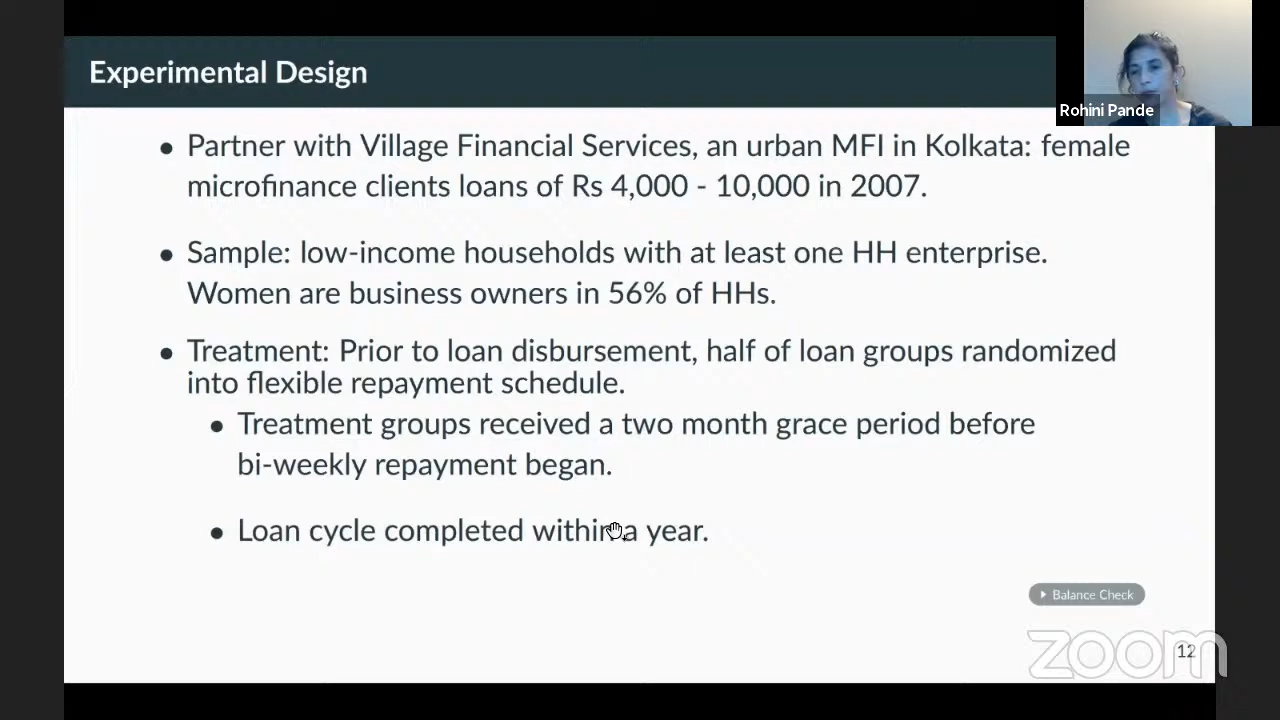 Experimental Design
Rohini Pande
• Partner with Village Financial Services, an urban MFI in Kolkata: female
microfinance clients loans of Rs 4,000 - 10,000 in 2007.
• Sample: low-income households with at least one HH enterprise.
Women are business owners in 56% of HHs.
• Treatment: Prior to loan disbursement, half of loan groups randomized
into flexible repayment schedule.
• Treatment groups received a two month grace period before
bi-weekly repayment began.
• Loan cycle completed within a year.
Balance Check
zoom
12